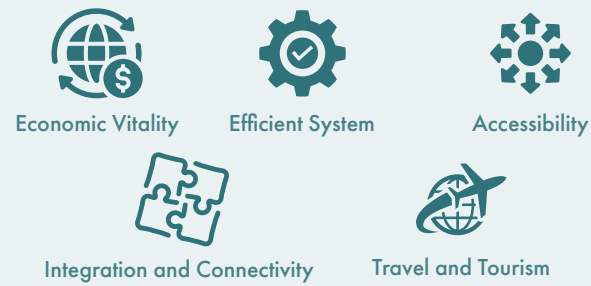 $
Economic Vitality
Efficient System
Accessibility
Integration and Connectivity
Travel and Tourism